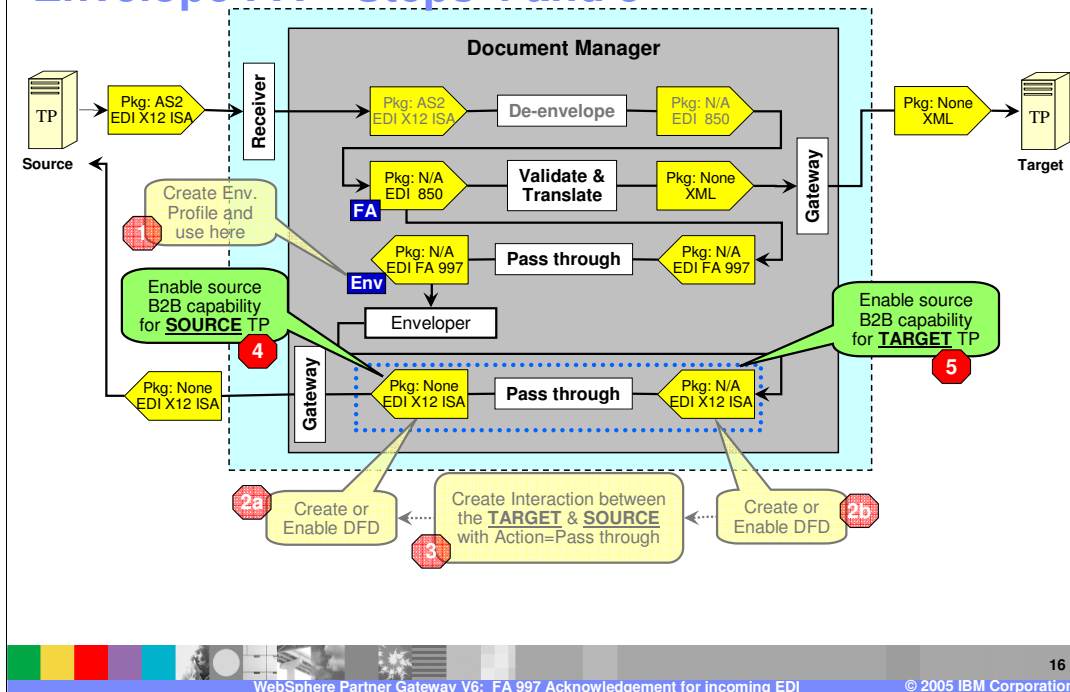 Document Manager
TP
Source
Pkg: AS2
EDI X12 ISA
Receiver
Pkg: AS2
EDI X12 ISA
De-envelope
Pkg: N/A
EDI 850
Pkg: None
XML
TP
Target
Pkg: N/A
EDI 850
FA
Validate &
Translate
Pkg: None
XML
Gateway
Create Env.
Profile and
use here
1
Pkg: N/A
EDI FA 997
Env
Pass through
Pkg: N/A
EDI FA 997
Enable source
B2B capability
for SOURCE TP
4
Enveloper
Enable source
B2B capability
for TARGET TP
5
Pkg: None
EDI X12 ISA
Gateway
Pkg: None
EDI X12 ISA
Pass through
Pkg: N/A
EDI X12 ISA
2a
Create or
Enable DFD
Create Interaction between
the TARGET & SOURCE
with Action=Pass through
3
Create or
Enable DFD
2b
16
WebSphere Partner Gateway V6: FA 997 Acknowledgement for incoming EDI
© 2005 IBM Corporation